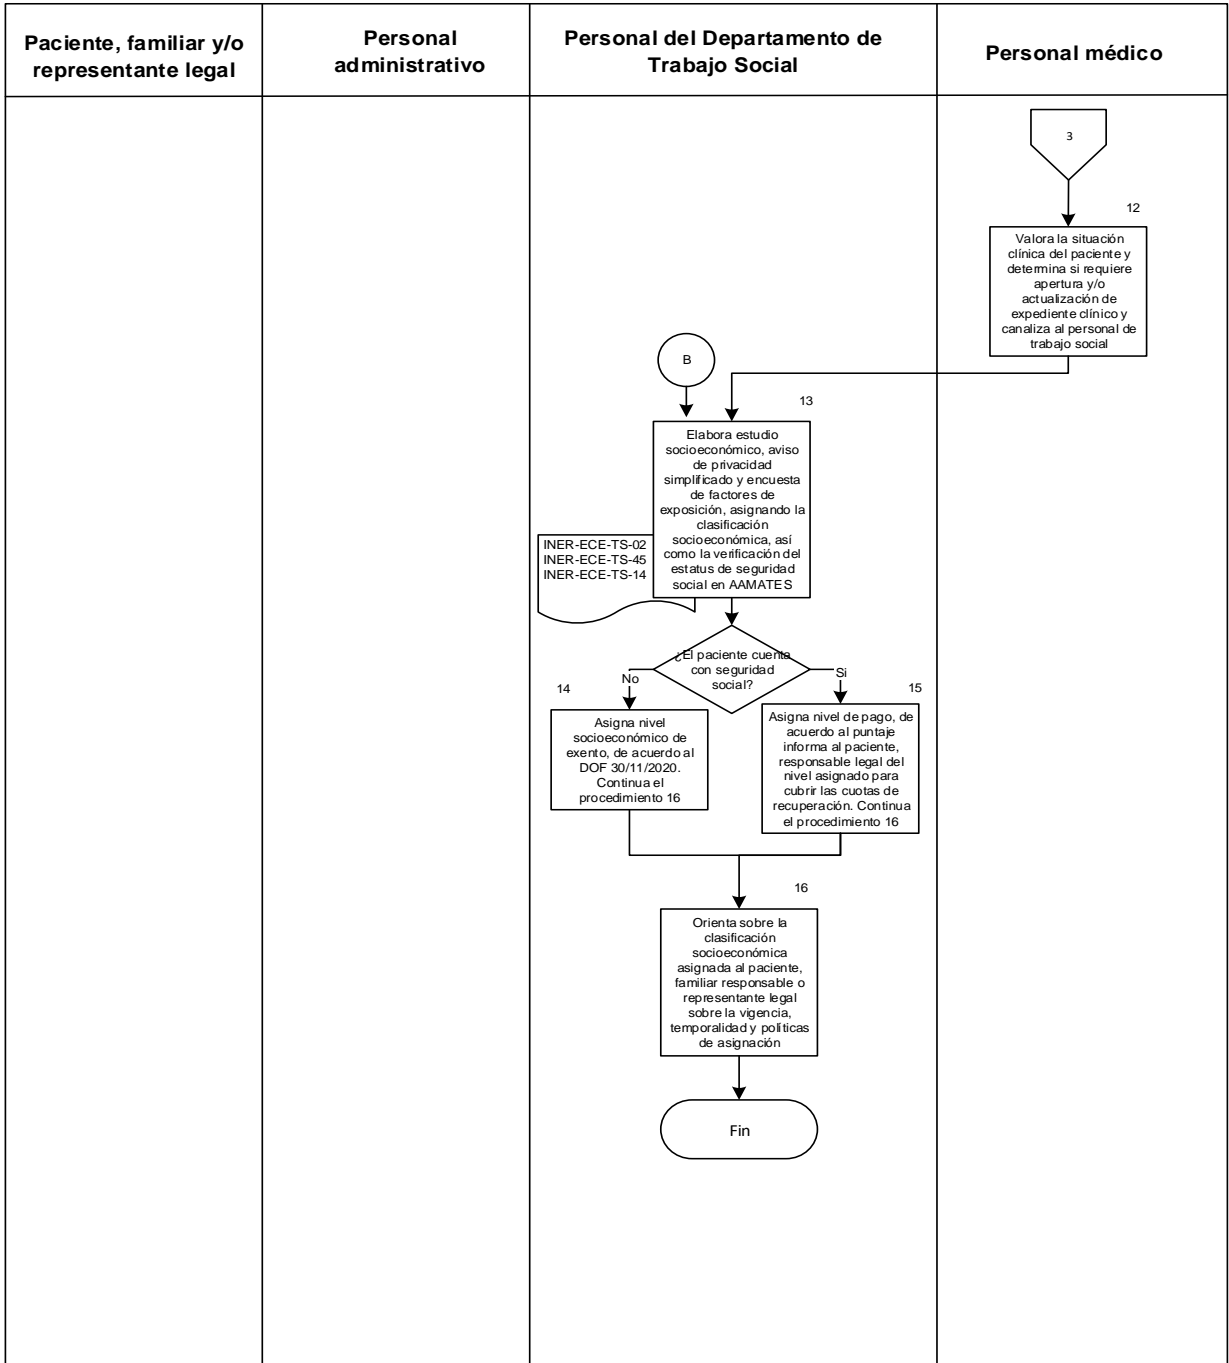 Paciente, familiar y/o
representante legal
Personal
administrativo
Personal del Departamento de
Trabajo Social
Personal médico
3
12
Valora la situación
clínica del paciente y
determina si requiere
apertura y/o
actualización de
expediente clínico y
canaliza al personal de
trabajo social
B
13
Elabora estudio
socioeconómico, aviso
de privacidad
simplificado y encuesta
de factores de
exposición, asignando la
clasificación
socioeconómica, así
como la verificación del
estatus de seguridad
social en AAMATES
INER-ECE-TS-02
INER-ECE-TS-45
INER-ECE-TS-14
¿El paciente cuenta
con seguridad
social?
No
Si
14
Asigna nivel
socioeconómico de
exento, de acuerdo al
DOF 30/11/2020.
Continua el
procedimiento 16
15
Asigna nivel de pago, de
acuerdo al puntaje
informa al paciente,
responsable legal del
nivel asignado para
cubrir las cuotas de
recuperación. Continua
el procedimiento 16
16
Orienta sobre la
clasificación
socioeconómica
asignada al paciente,
familiar responsable o
representante legal
sobre la vigencia,
temporalidad y políticas
de asignación
Fin